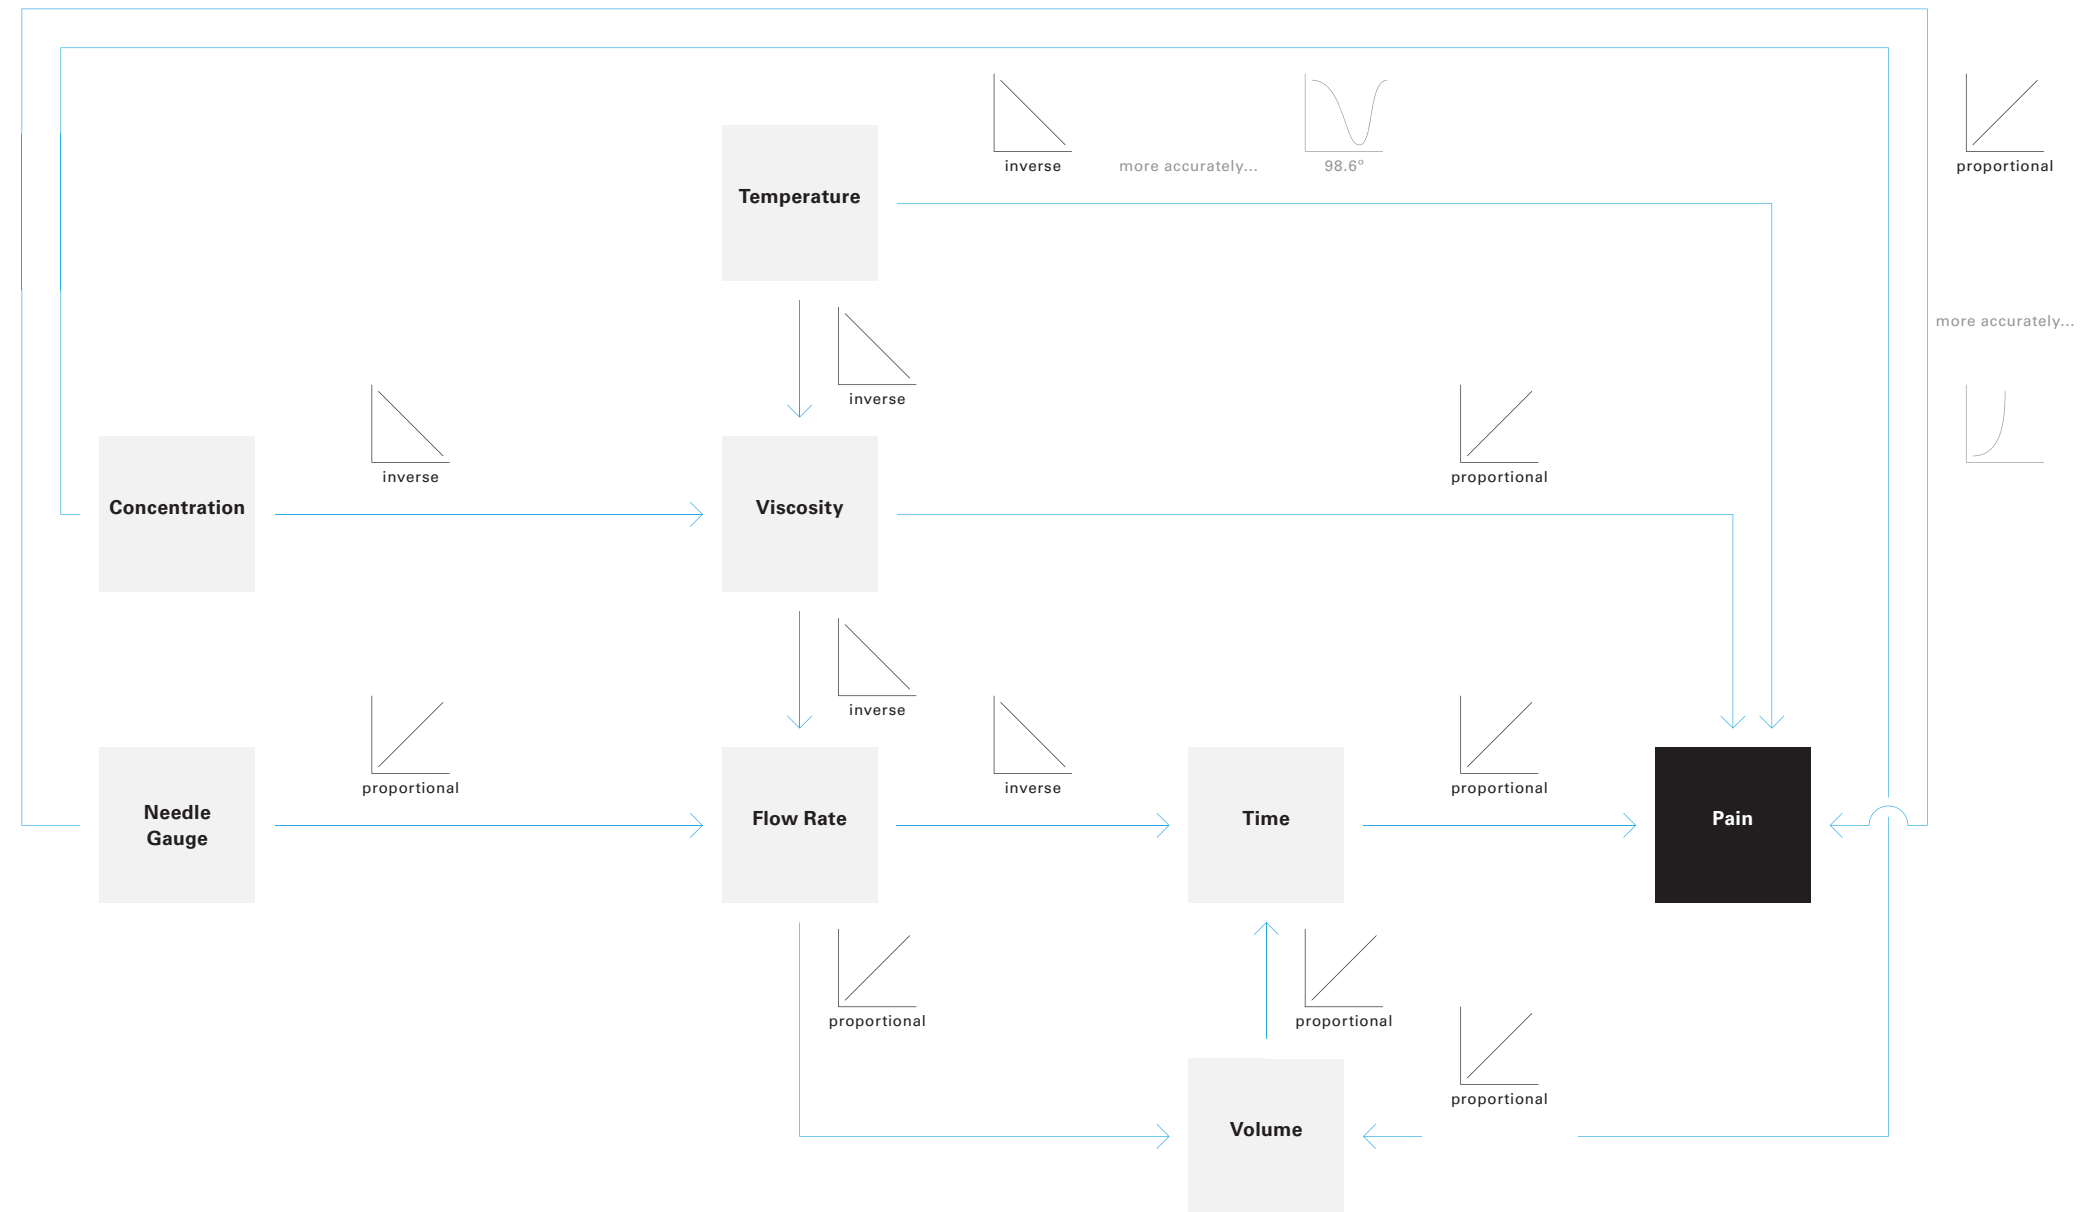 inverse
more accurately...
98.6°
proportional
Temperature
more accurately...
inverse
inverse
proportional
Concentration
Viscosity
inverse
proportional
inverse
proportional
Needle
Gauge
Flow Rate
Time
Pain
proportional
proportional
proportional
Volume